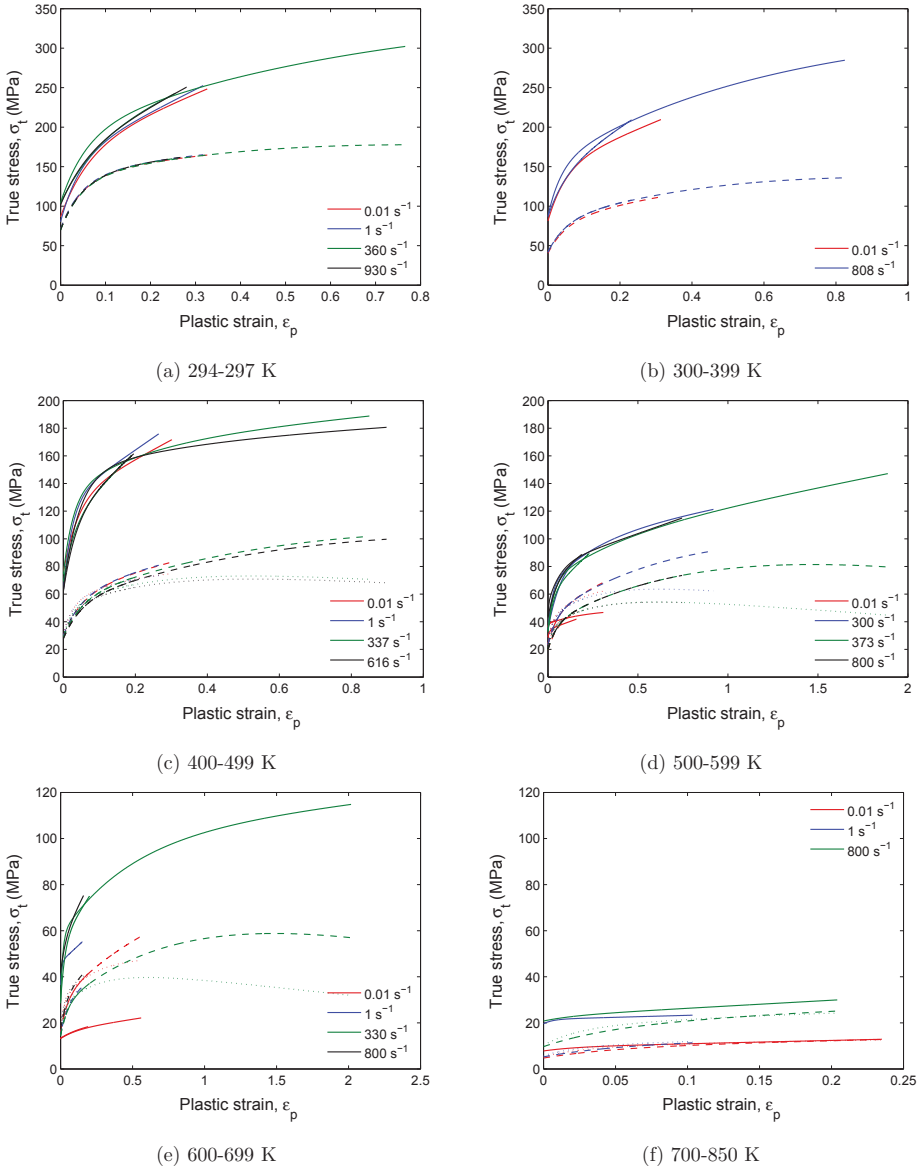 350
300
250
200
150
100
50
0
True stress, σt (MPa)
0 0.1 0.2 0.3 0.4 0.5 0.6 0.7 0.8
Plastic strain, εp
0.01 s−1
1 s−1
360 s−1
930 s−1
(a) 294-297 K
350
300
250
200
150
100
50
0
True stress, σt (MPa)
0 0.2 0.4 0.6 0.8 1
Plastic strain, εp
0.01 s−1
808 s−1
(b) 300-399 K
200
180
160
140
120
100
80
60
40
20
0
True stress, σt (MPa)
0 0.2 0.4 0.6 0.8 1
Plastic strain, εp
0.01 s−1
1 s−1
337 s−1
616 s−1
(c) 400-499 K
200
180
160
140
120
100
80
60
40
20
0
True stress, σt (MPa)
0 0.5 1 1.5 2
Plastic strain, εp
0.01 s−1
300 s−1
373 s−1
800 s−1
(d) 500-599 K
120
100
80
60
40
20
0
True stress, σt (MPa)
0 0.5 1 1.5 2 2.5
Plastic strain, εp
0.01 s−1
1 s−1
330 s−1
800 s−1
(e) 600-699 K
120
100
80
60
40
20
0
True stress, σt (MPa)
0 0.05 0.1 0.15 0.2 0.25
Plastic strain, εp
0.01 s−1
1 s−1
800 s−1
(f) 700-850 K